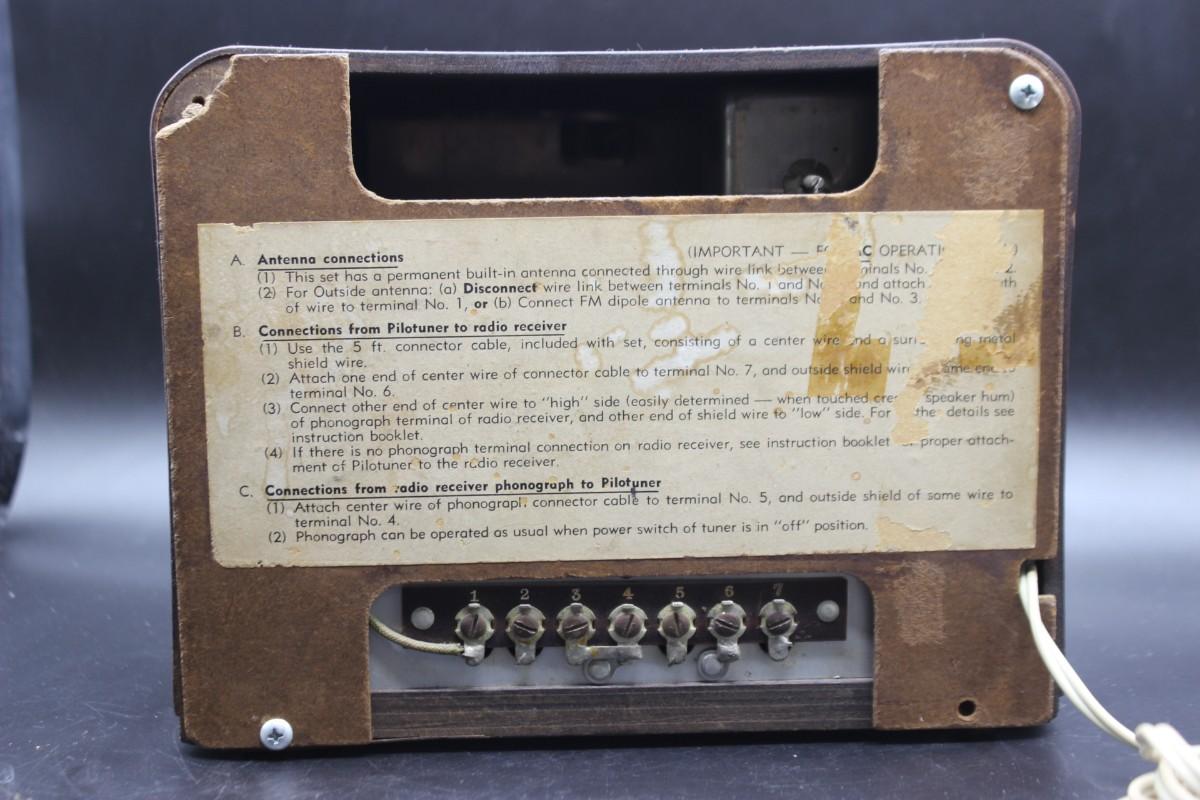 (IMPORTANT — AC OPERATI
A. Antenna connections
(1) This set has a permanent built-in antenna connected through wire link between No. 2.
(2) For Outside antenna: (a) Disconnect wire link between terminals No. 1 and and attach
of wire to terminal No. 1, or (b) Connect FM dipole antenna to terminals and No. 3.
B. Connections from Pilotuner to radio receiver
(1) Use the 5 ft. connector cable, included with set, consisting of a center wire and a metal
shield wire.
(2) Attach one end of center wire of connector cable to terminal No. 7, and outside shield
terminal No. 6.
(3) Connect other end of center wire to "high" side (easily determined — when touched speaker hum)
of phonograph terminal of radio receiver, and other end of shield wire to "low" side. For details see
instruction booklet.
(4) If there is no phonograph terminal connection on radio receiver, see instruction booklet proper attach-
ment of Pilotuner to the radio receiver.
C. Connections from radio receiver phonograph to Pilotuner
(1) Attach center wire of phonograph connector cable to terminal No. 5, and outside shield of same wire to
terminal No. 4.
(2) Phonograph can be operated as usual when power switch of tuner is in "off" position.
1 2 3 4 5 6 7